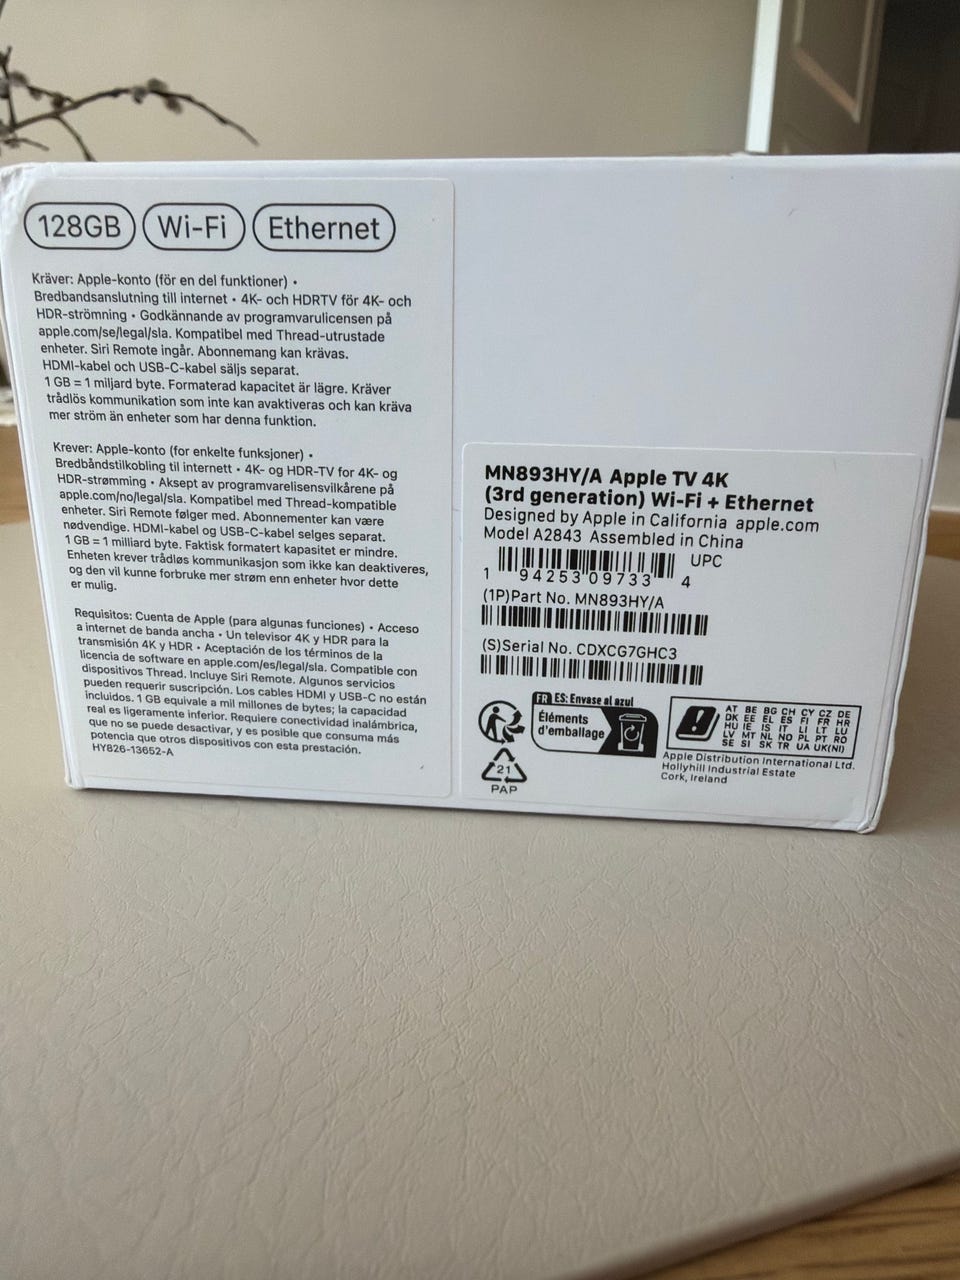 128GB Wi-Fi Ethernet
Kräver: Apple-konto (för en del funktioner) •
Bredbandsanslutning till internet • 4K- och HDRTV för 4K- och
HDR-strömning • Godkännande av programvarulicensen på
apple.com/se/legal/sla. Kompatibel med Thread-utrustade
enheter. Siri Remote ingår. Abonnemang kan krävas.
HDMI-kabel och USB-C-kabel säljs separat.
1 GB = 1 miljard byte. Formaterad kapacitet är lägre. Kräver
trådlös kommunikation som inte kan avaktiveras och kan kräva
mer ström än enheter som har denna funktion.
Krever: Apple-konto (for enkelte funksjoner) •
Bredbåndstilkobling til internett • 4K- og HDR-TV for 4K- og
HDR-strømming • Aksept av programvarelisensvilkårene på
apple.com/no/legal/sla. Kompatibel med Thread-kompatible
enheter. Siri Remote følger med. Abonnementer kan være
nødvendige. HDMI-kabel og USB-C-kabel selges separat.
1 GB = 1 milliard byte. Faktisk formatert kapasitet er mindre.
Enheten krever trådløs kommunikasjon som ikke kan deaktiveres,
og den vil kunne forbruke mer strøm enn enheter hvor dette
er mulig.
Requisitos: Cuenta de Apple (para algunas funciones) • Acceso
a internet de banda ancha • Un televisor 4K y HDR para la
transmisión 4K y HDR • Aceptación de los términos de la
licencia de software en apple.com/es/legal/sla. Compatible con
dispositivos Thread. Incluye Siri Remote. Algunos servicios
pueden requerir suscripción. Los cables HDMI y USB-C no están
incluidos. 1 GB equivale a mil millones de bytes; la capacidad
real es ligeramente inferior. Requiere conectividad inalámbrica,
que no se puede desactivar, y es posible que consuma más
potencia que otros dispositivos con esta prestación.
HY826-13652-A
MN893HY/A Apple TV 4K
(3rd generation) Wi-Fi + Ethernet
Designed by Apple in California apple.com
Model A2843 Assembled in China
UPC
1 94253 09733 4
(1P)Part No. MN893HY/A
(S)Serial No. CDXCG7GHC3
FR ES: Envase al azul
Éléments
d'emballage
AT BE BG CH CY CZ DE
DK EE EL ES FI FR HR
HU IE IS IT LI LT LU
LV MT NL NO PL PT RO
SE SI SK TR UA UK(NI)
21
PAP
Apple Distribution International Ltd.
Hollyhill Industrial Estate
Cork, Ireland